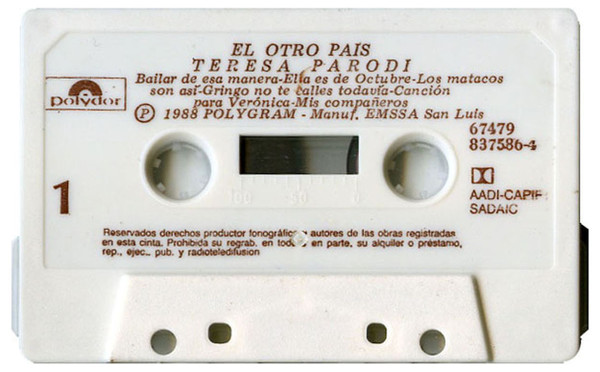 EL OTRO PAIS
TERESA PARODI
Bailar de esa manera-Ella es de Octubre-Los matacos
son así-Gringo no te calles todavía-Canción
para Verónica-Mis compañeros
Ⓟ 1988 POLYGRAM - Manuf. EMSSA San Luis
polydor
67479
837586-4
1
100 50 0
AADI-CAPIF
SADAIC
Reservados derechos productor fonográfico y autores de las obras registradas
en esta cinta. Prohibida su regrab. en todo o en parte, su alquiler o préstamo,
rep., ejec.. pub. y radioteledifusion